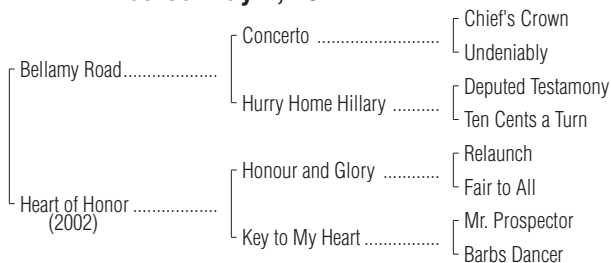 Chief's Crown
Concerto ..........................
Undeniably
Bellamy Road....................
Deputed Testamony
Hurry Home Hillary ..........
Ten Cents a Turn
Relaunch
Honour and Glory ............
Fair to All
Heart of Honor ..................
(2002)
Mr. Prospector
Key to My Heart................
Barbs Dancer